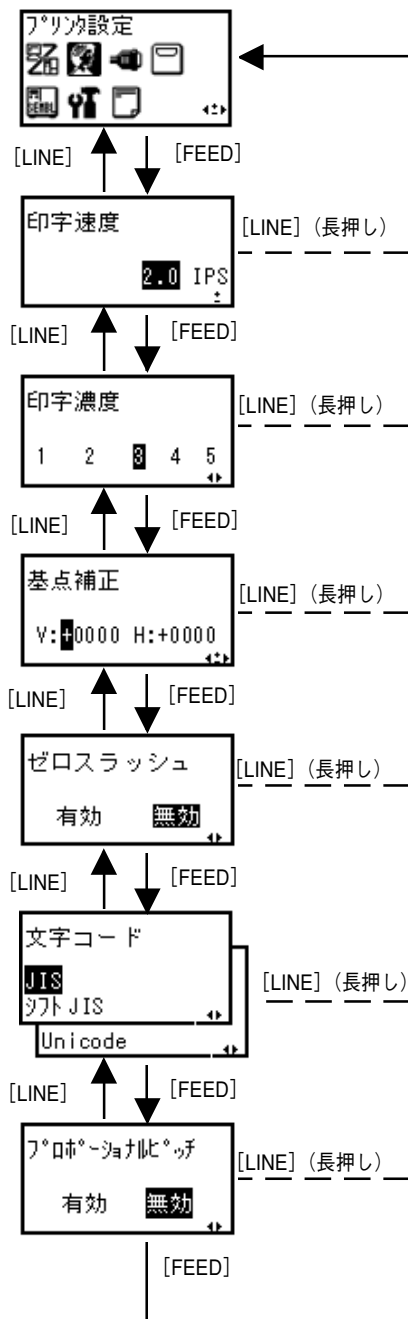 ﾌﾟﾘﾝﾀ設定
[LINE] [FEED]
印字速度
[LINE]（長押し）
2.0 IPS
[LINE] [FEED]
印字濃度
[LINE]（長押し）
1 2 3 4 5
[LINE] [FEED]
基点補正
[LINE]（長押し）
V:+0000 H:+0000
[LINE] [FEED]
ゼロスラッシュ
[LINE]（長押し）
有効 無効
[LINE] [FEED]
文字コード
JIS
[LINE]（長押し）
ｼﾌﾄ JIS
Unicode
[LINE] [FEED]
ﾌﾟﾛﾎﾟｰｼｮﾅﾙﾋﾟｯﾁ
[LINE]（長押し）
有効 無効
[FEED]